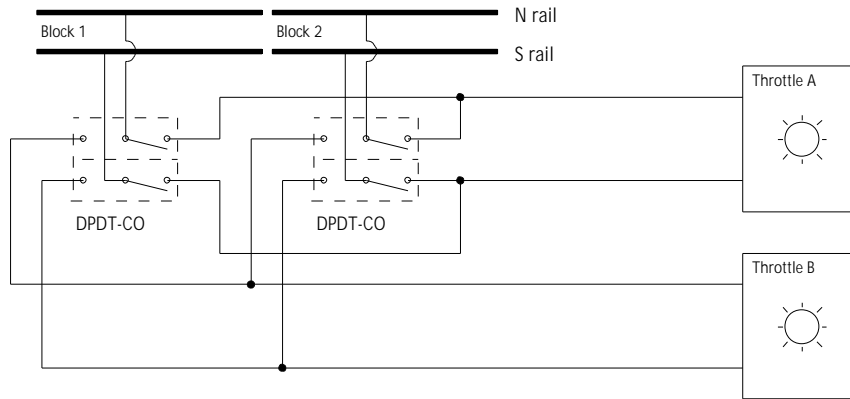 N rail
Block 1
Block 2
S rail
Throttle A
DPDT-CO
DPDT-CO
Throttle B